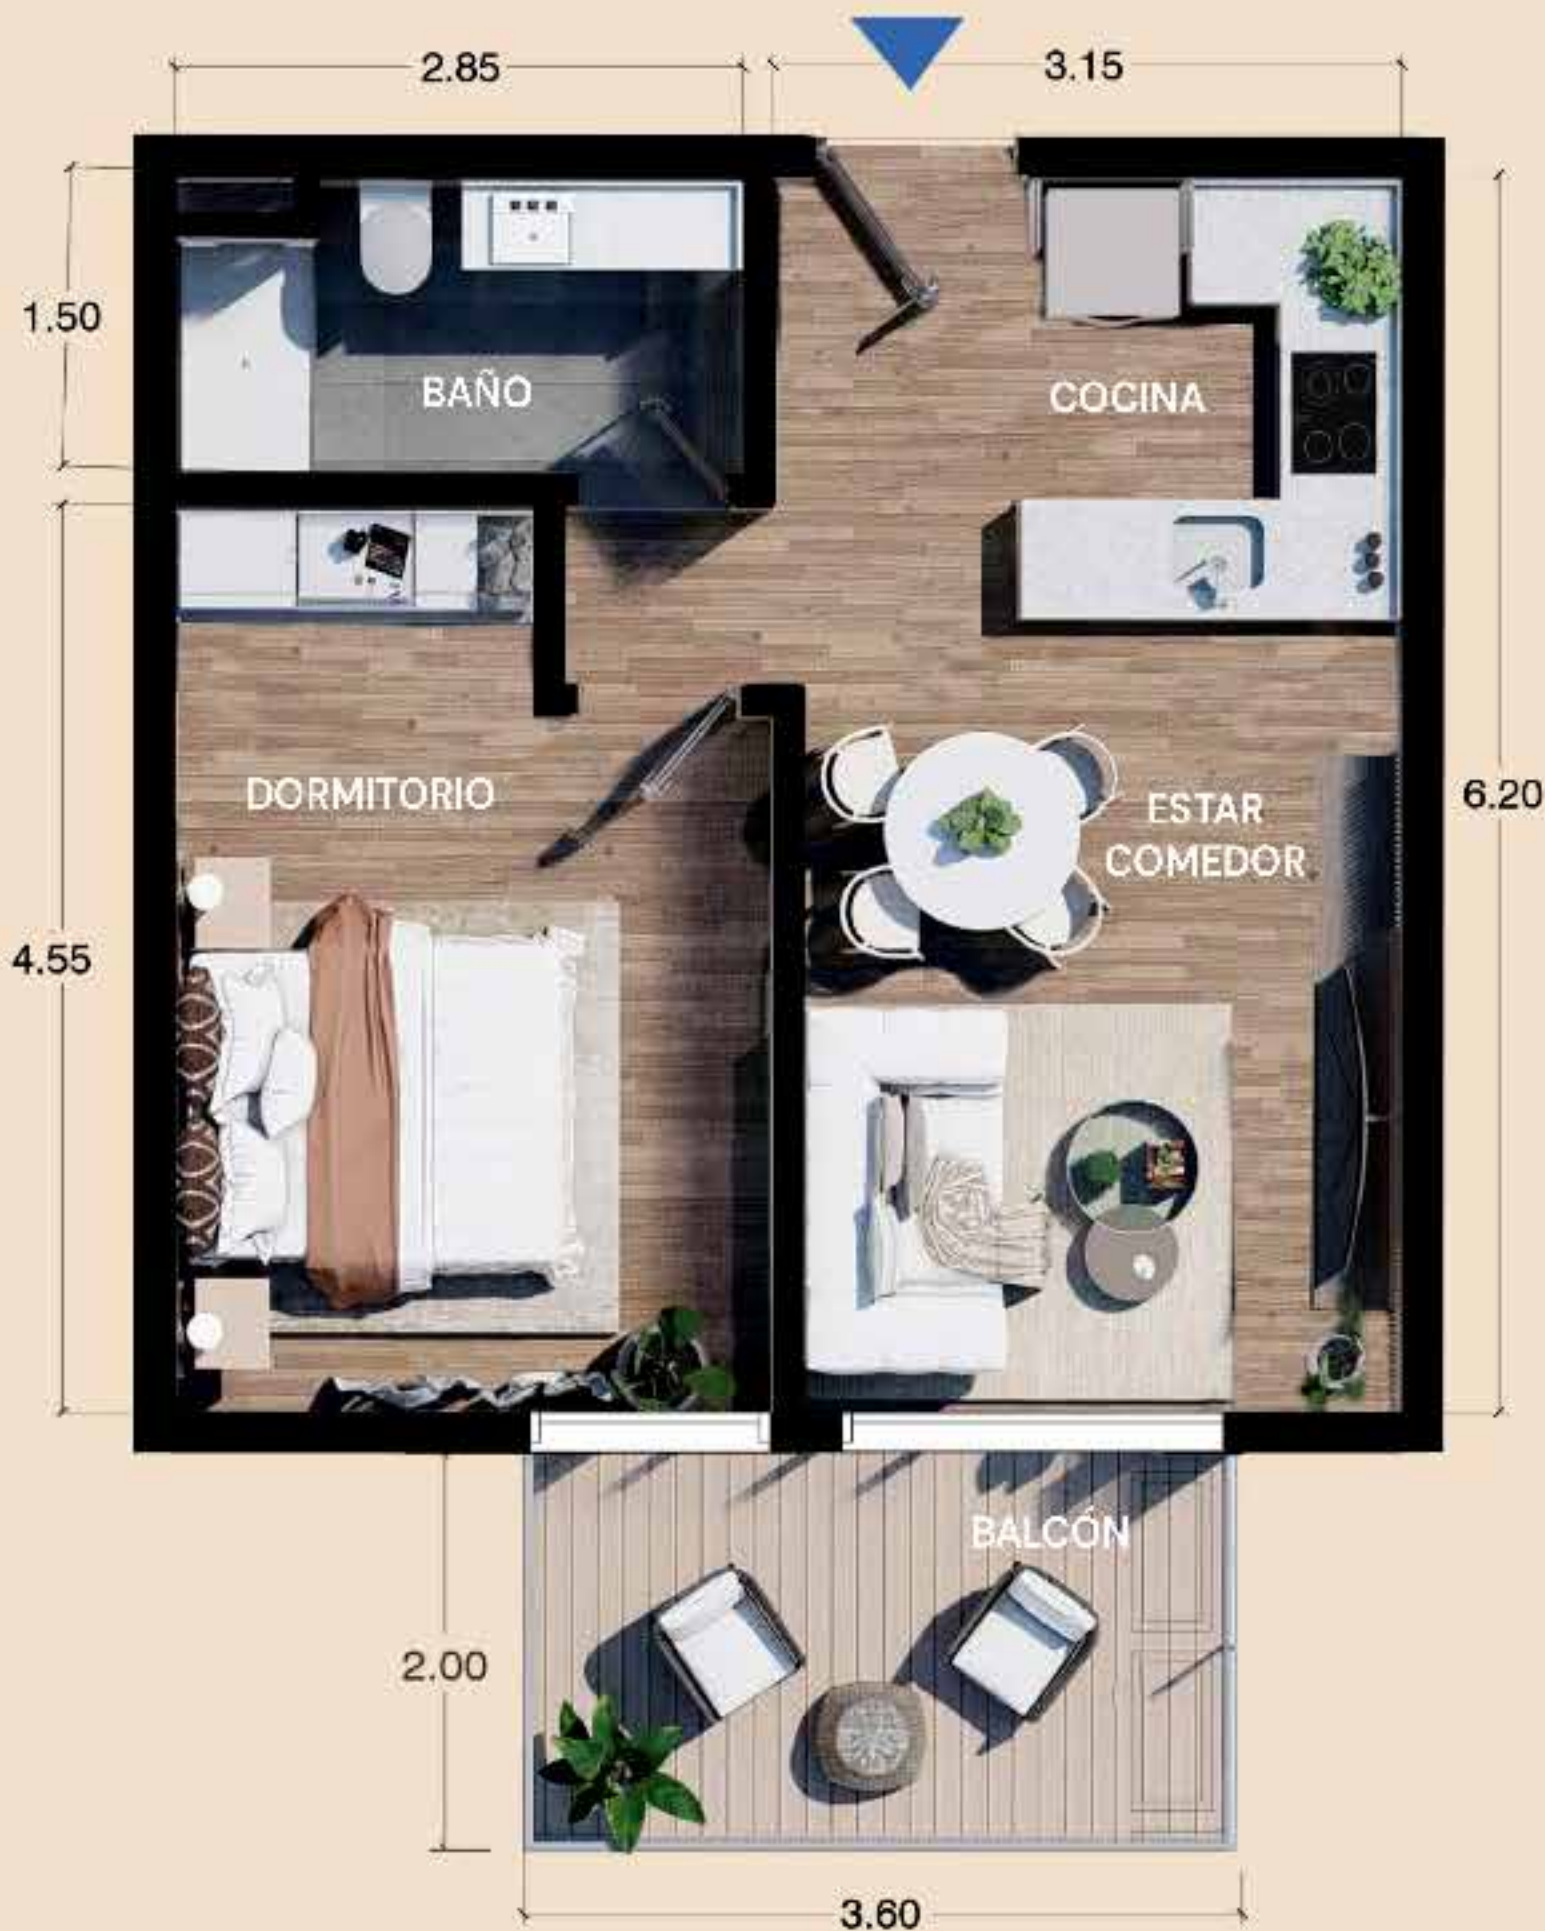 2.85
3.15
1.50
BAÑO
COCINA
DORMITORIO
ESTAR
COMEDOR
6.20
4.55
BALCÓN
2.00
3.60